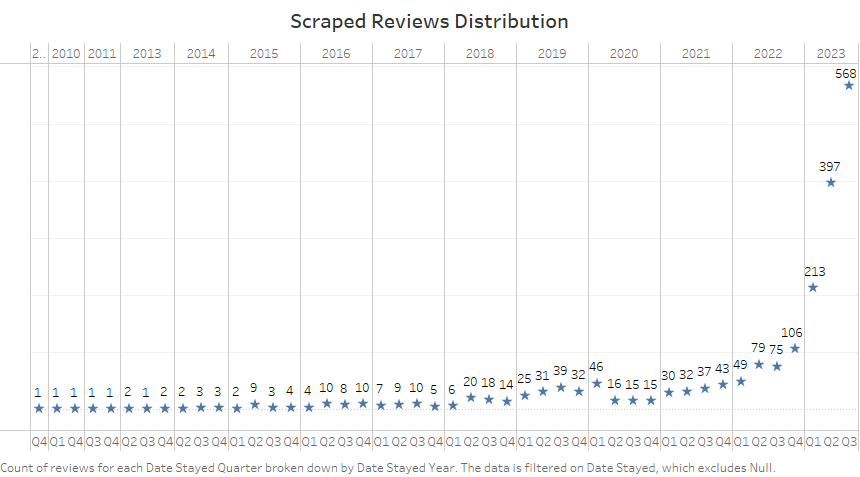 Scraped Reviews Distribution
2.. 2010 2011 2013 2014 2015 2016 2017 2018 2019 2020 2021 2022 2023
568
397
213
106
79 75
46 43 49
25 31 39 32 30 32 37
20 18 14 16 15 15
1 1 1 1 1 2 1 2 2 3 3 2 9 3 4 4 10 8 10 7 9 10 5 6
Q4 Q1 Q4 Q3 Q4 Q2 Q3 Q4 Q2 Q3 Q4 Q1 Q2 Q3 Q4 Q1 Q2 Q3 Q4 Q1 Q2 Q3 Q4 Q1 Q2 Q3 Q4 Q1 Q2 Q3 Q4 Q1 Q2 Q3 Q4 Q1 Q2 Q3 Q4 Q1 Q2 Q3 Q4 Q1 Q2 Q3
Count of reviews for each Date Stayed Quarter broken down by Date Stayed Year. The data is filtered on Date Stayed, which excludes Null.